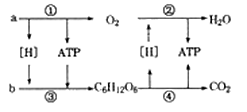 a ① O₂ ② H₂O
[H] ATP [H] ATP
b ③ C₆H₁₂O₆ ④ CO₂